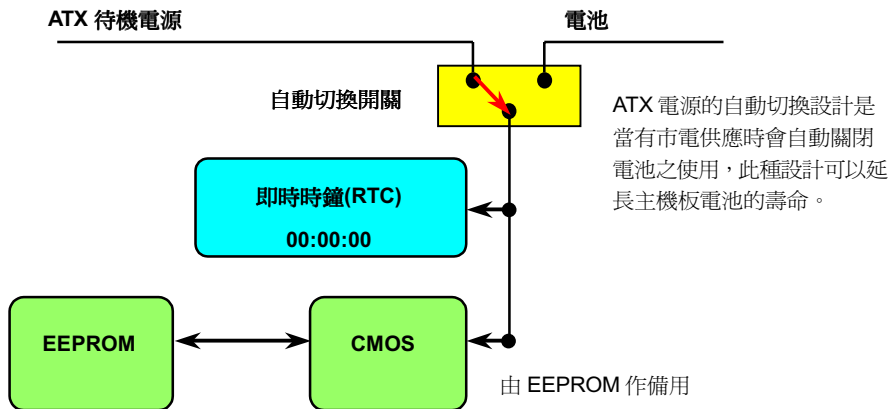 ATX 待機電源
電池
自動切換開關
ATX 電源的自動切換設計是
當有市電供應時會自動關閉
電池之使用，此種設計可以延
長主機板電池的壽命。
即時時鐘(RTC)
00:00:00
EEPROM
CMOS
由 EEPROM 作備用